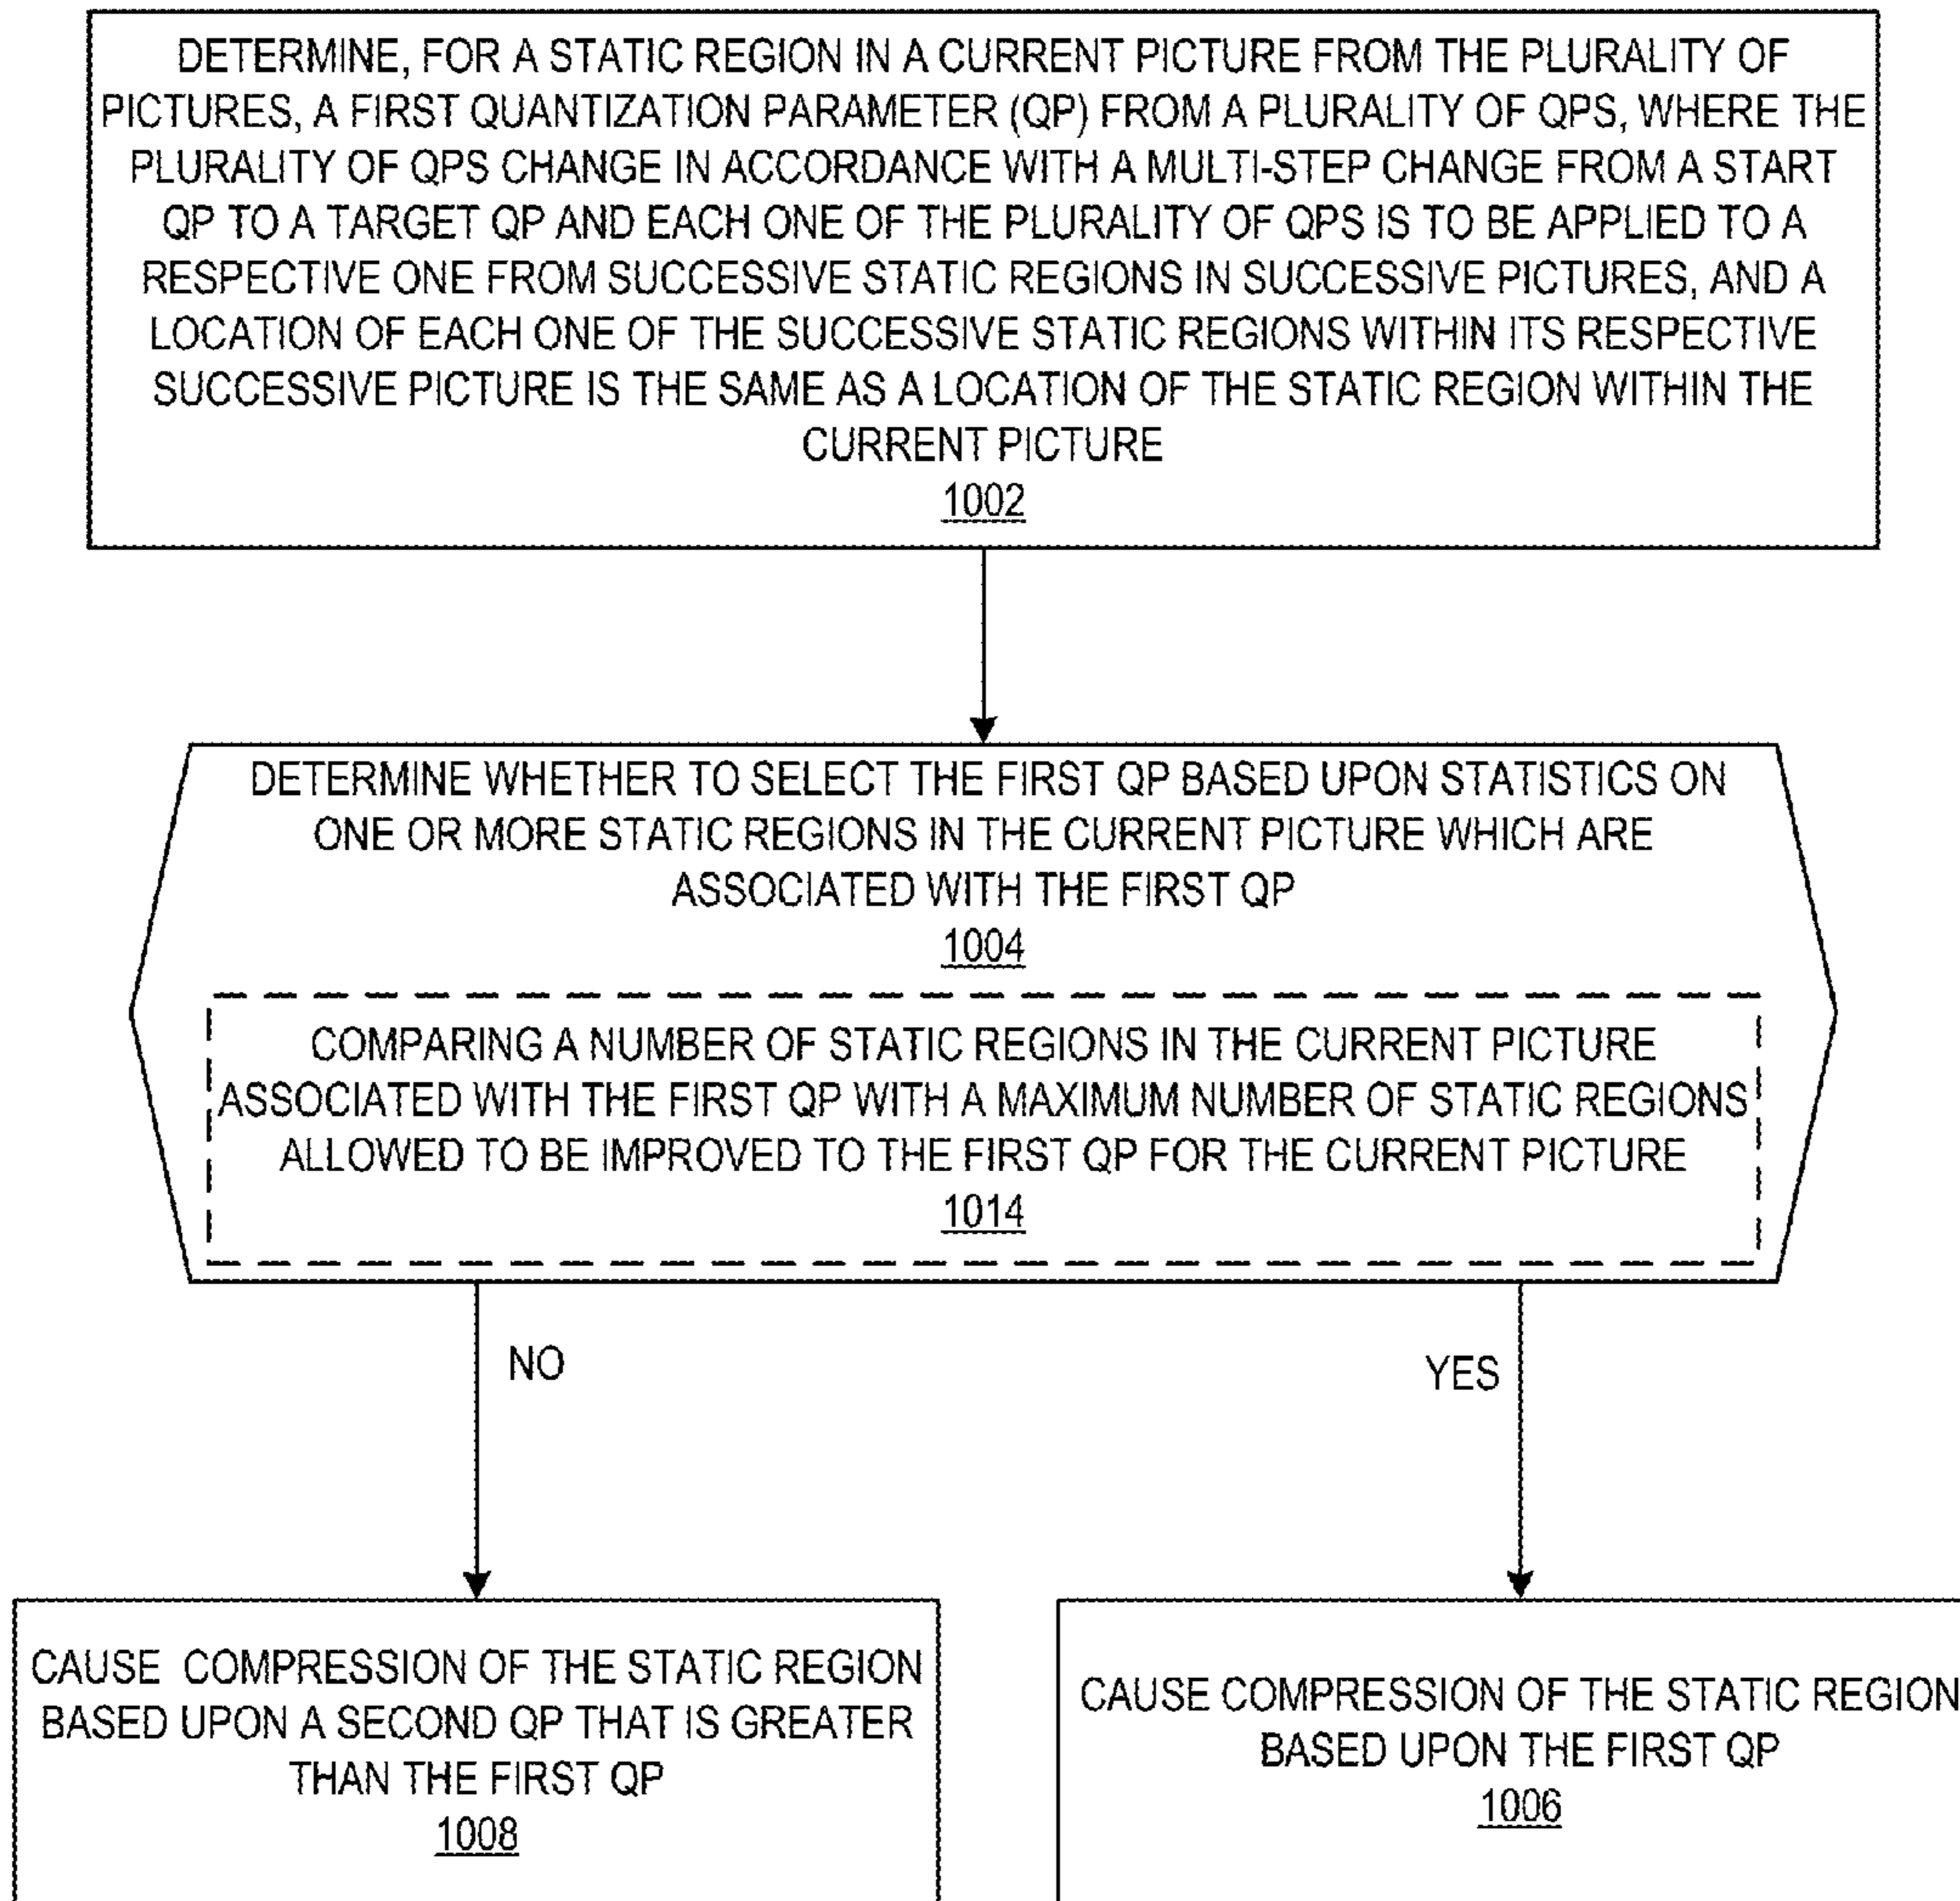 DETERMINE, FOR A STATIC REGION IN A CURRENT PICTURE FROM THE PLURALITY OF
PICTURES, A FIRST QUANTIZATION PARAMETER (QP) FROM A PLURALITY OF QPS, WHERE THE
PLURALITY OF QPS CHANGE IN ACCORDANCE WITH A MULTI-STEP CHANGE FROM A START
QP TO A TARGET QP AND EACH ONE OF THE PLURALITY OF QPS IS TO BE APPLIED TO A
RESPECTIVE ONE FROM SUCCESSIVE STATIC REGIONS IN SUCCESSIVE PICTURES, AND A
LOCATION OF EACH ONE OF THE SUCCESSIVE STATIC REGIONS WITHIN ITS RESPECTIVE
SUCCESSIVE PICTURE IS THE SAME AS A LOCATION OF THE STATIC REGION WITHIN THE
CURRENT PICTURE
1002
DETERMINE WHETHER TO SELECT THE FIRST QP BASED UPON STATISTICS ON
ONE OR MORE STATIC REGIONS IN THE CURRENT PICTURE WHICH ARE
ASSOCIATED WITH THE FIRST QP
1004
COMPARING A NUMBER OF STATIC REGIONS IN THE CURRENT PICTURE
ASSOCIATED WITH THE FIRST QP WITH A MAXIMUM NUMBER OF STATIC REGIONS
ALLOWED TO BE IMPROVED TO THE FIRST QP FOR THE CURRENT PICTURE
1014
NO
YES
CAUSE COMPRESSION OF THE STATIC REGION
BASED UPON A SECOND QP THAT IS GREATER
THAN THE FIRST QP
1008
CAUSE COMPRESSION OF THE STATIC REGION
BASED UPON THE FIRST QP
1006